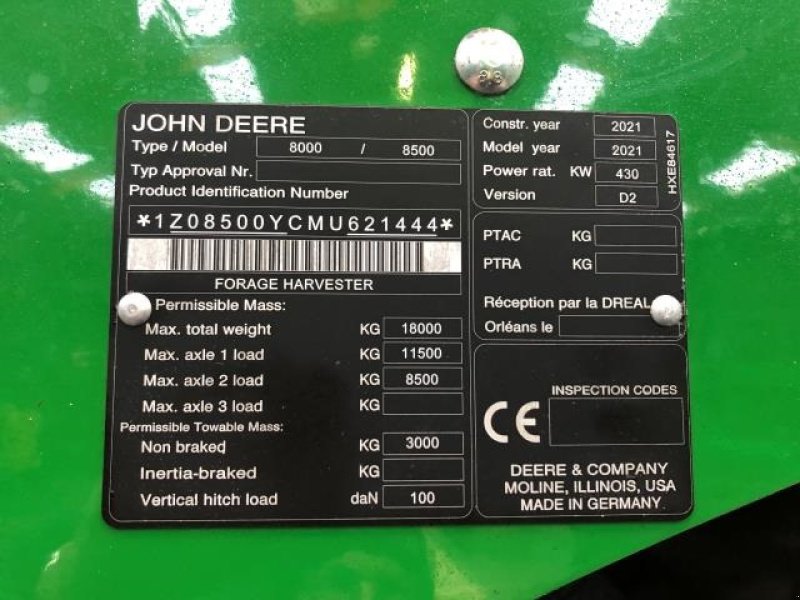 8.8
JOHN DEERE
Type / Model 8000 / 8500
Typ Approval Nr.
Product Identification Number
*1Z08500YCMU621444*
FORAGE HARVESTER
Permissible Mass:
Max. total weight KG 18000
Max. axle 1 load KG 11500
Max. axle 2 load KG 8500
Max. axle 3 load KG
Permissible Towable Mass:
Non braked KG 3000
Inertia-braked KG
Vertical hitch load daN 100
Constr. year 2021
Model year 2021
Power rat. KW 430
Version D2
HXE84617
PTAC KG
PTRA KG
Réception par la DREAL
Orléans le
INSPECTION CODES
CE
DEERE & COMPANY
MOLINE, ILLINOIS, USA
MADE IN GERMANY